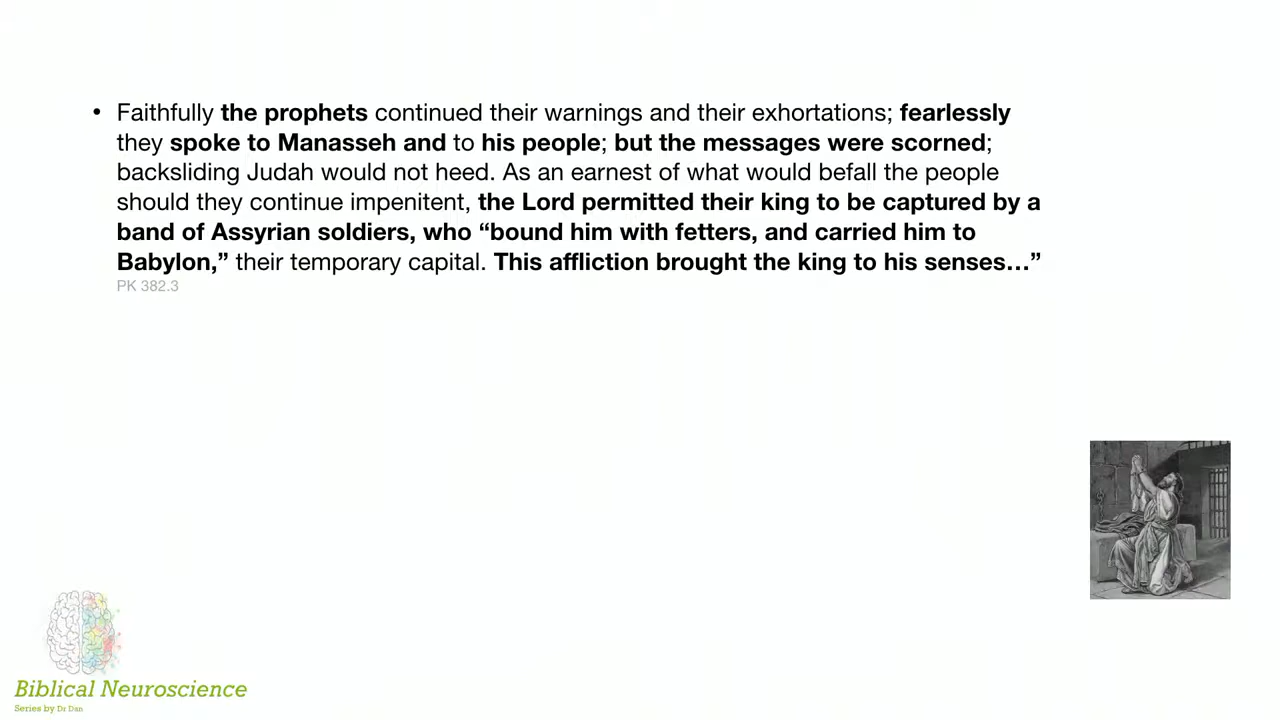 • Faithfully the prophets continued their warnings and their exhortations; fearlessly
they spoke to Manasseh and to his people; but the messages were scorned;
backsliding Judah would not heed. As an earnest of what would befall the people
should they continue impenitent, the Lord permitted their king to be captured by a
band of Assyrian soldiers, who “bound him with fetters, and carried him to
Babylon,” their temporary capital. This affliction brought the king to his senses…”
PK 382.3
Biblical Neuroscience
Series by Dr Dan